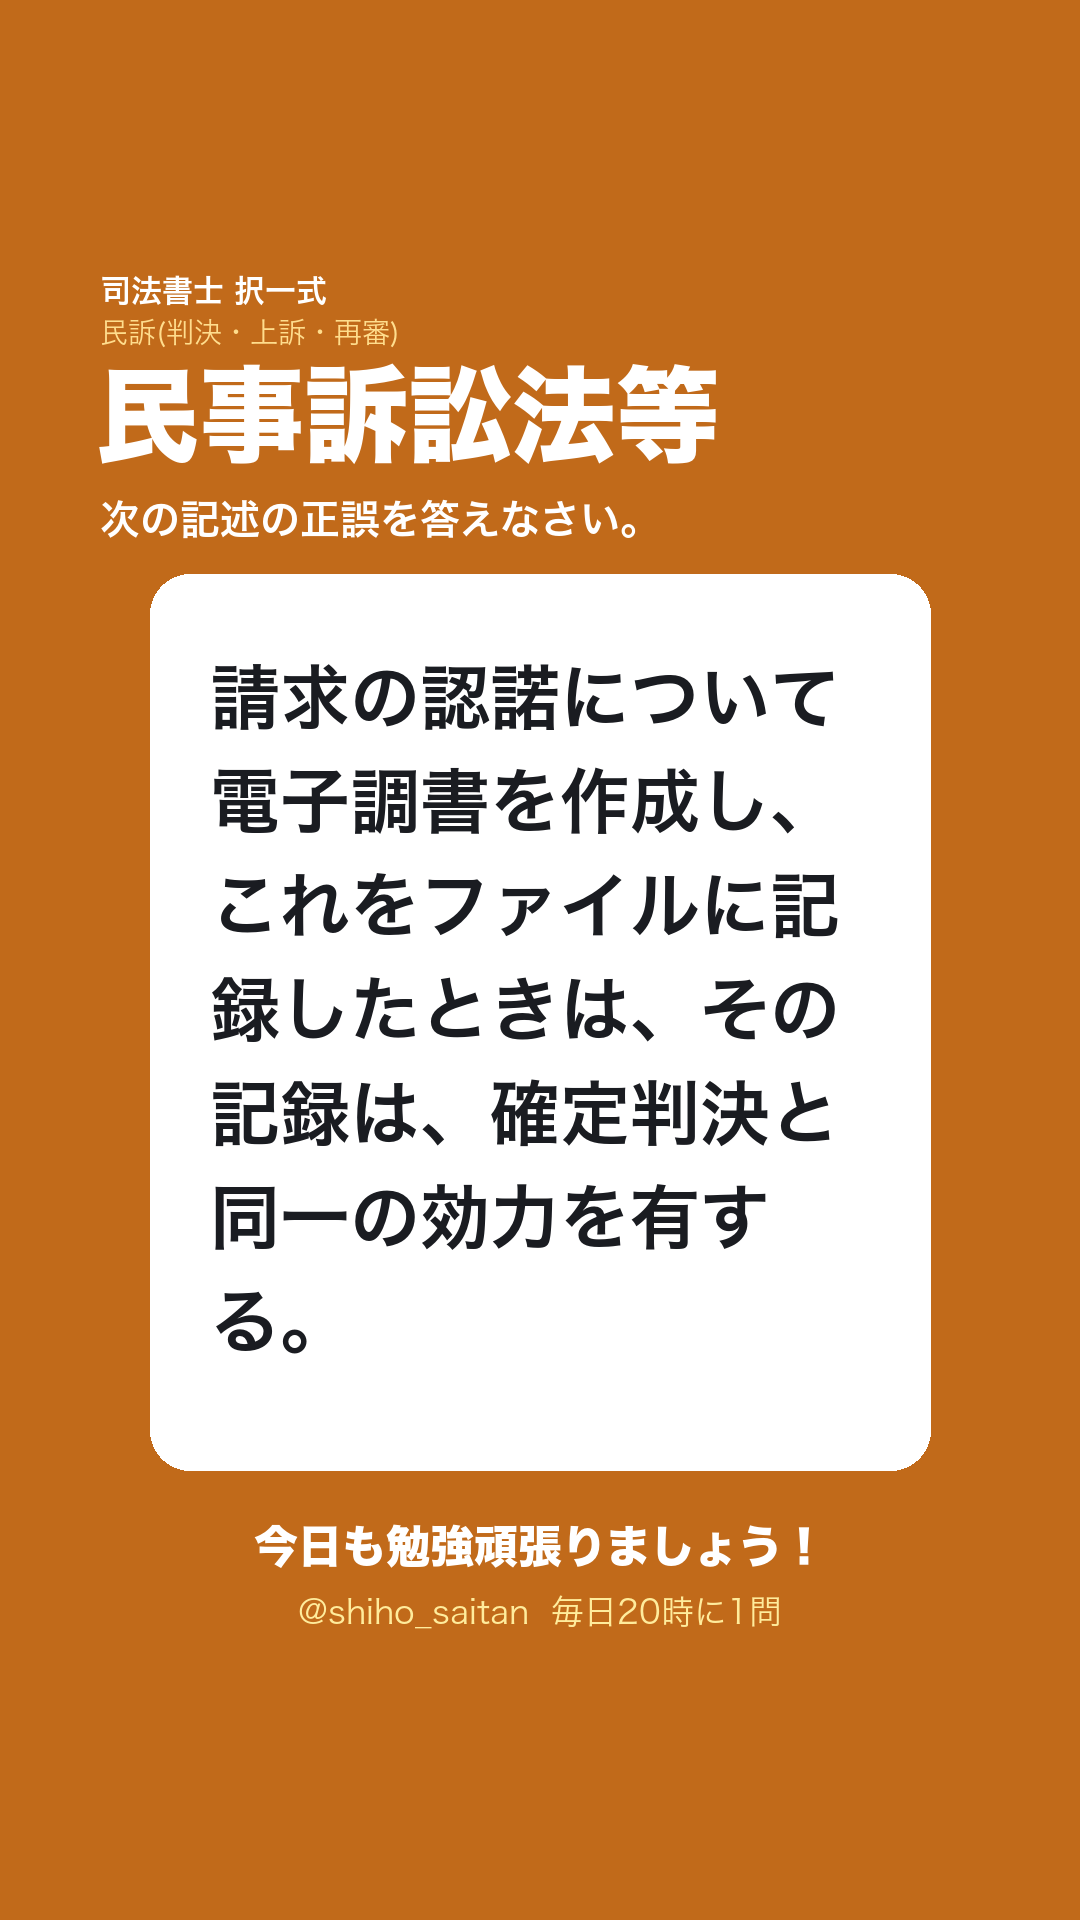 司法書士 択一式
民訴(判決・上訴・再審)
民事訴訟法等
次の記述の正誤を答えなさい。
請求の認諾について
電子調書を作成し、
これをファイルに記
録したときは、その
記録は、確定判決と
同一の効力を有す
る。
今日も勉強頑張りましょう！
@shiho_saitan 毎日20時に1問